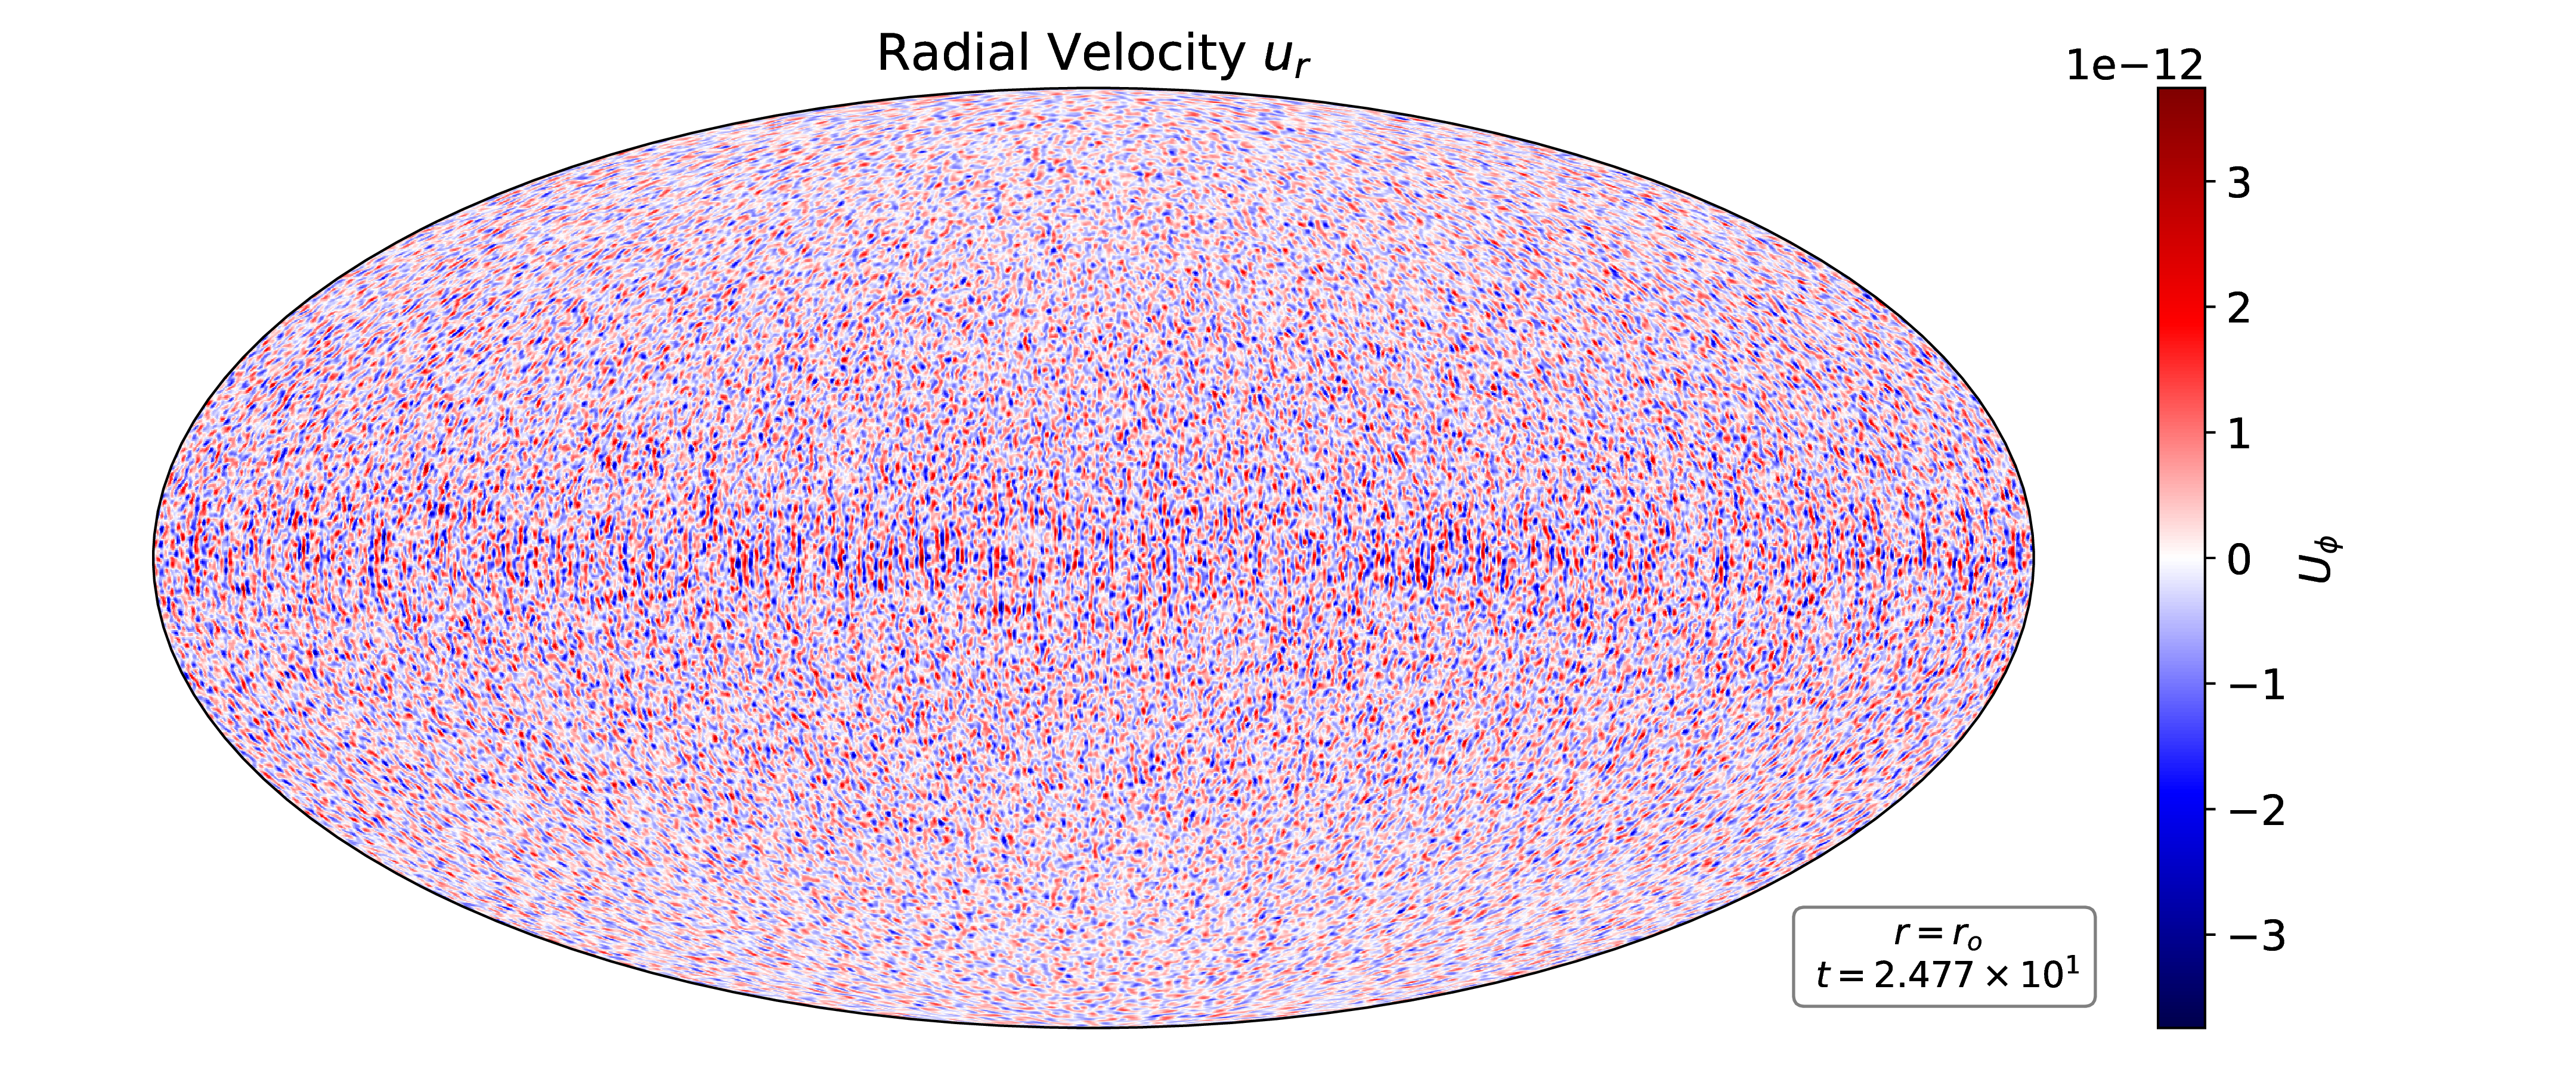 Radial Velocity u_r
1e−12
3
2
1
0
−1
−2
−3
U_ϕ
r = r_o
t = 2.477 × 10^1